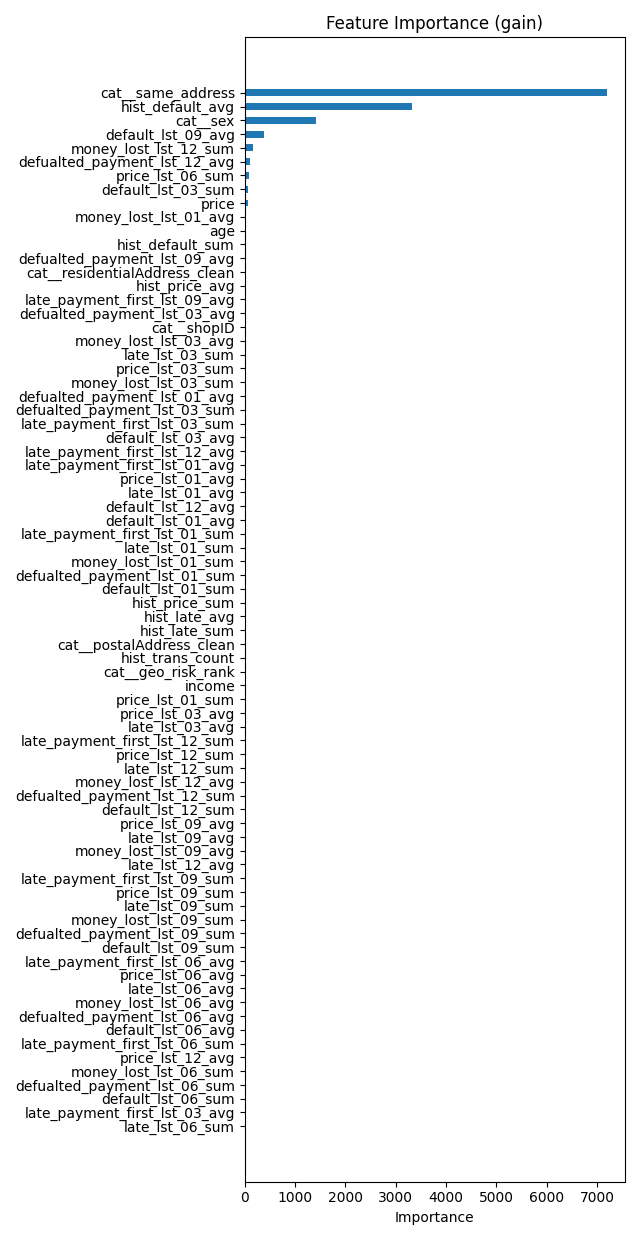 Feature Importance (gain)
cat__same_address
hist_default_avg
cat__sex
default_lst_09_avg
money_lost_lst_12_sum
defualted_payment_lst_12_avg
price_lst_06_sum
default_lst_03_sum
price
money_lost_lst_01_avg
age
hist_default_sum
defualted_payment_lst_09_avg
cat__residentialAddress_clean
hist_price_avg
late_payment_first_lst_09_avg
defualted_payment_lst_03_avg
cat__shopID
money_lost_lst_03_avg
late_lst_03_sum
price_lst_03_sum
money_lost_lst_03_sum
defualted_payment_lst_01_avg
defualted_payment_lst_03_sum
late_payment_first_lst_03_sum
default_lst_03_avg
late_payment_first_lst_12_avg
late_payment_first_lst_01_avg
price_lst_01_avg
late_lst_01_avg
default_lst_12_avg
default_lst_01_avg
late_payment_first_lst_01_sum
late_lst_01_sum
money_lost_lst_01_sum
defualted_payment_lst_01_sum
default_lst_01_sum
hist_price_sum
hist_late_avg
hist_late_sum
cat__postalAddress_clean
hist_trans_count
cat__geo_risk_rank
income
price_lst_01_sum
price_lst_03_avg
late_lst_03_avg
late_payment_first_lst_12_sum
price_lst_12_sum
late_lst_12_sum
money_lost_lst_12_avg
defualted_payment_lst_12_sum
default_lst_12_sum
price_lst_09_avg
late_lst_09_avg
money_lost_lst_09_avg
late_lst_12_avg
late_payment_first_lst_09_sum
price_lst_09_sum
late_lst_09_sum
money_lost_lst_09_sum
defualted_payment_lst_09_sum
default_lst_09_sum
late_payment_first_lst_06_avg
price_lst_06_avg
late_lst_06_avg
money_lost_lst_06_avg
defualted_payment_lst_06_avg
default_lst_06_avg
late_payment_first_lst_06_sum
price_lst_12_avg
money_lost_lst_06_sum
defualted_payment_lst_06_sum
default_lst_06_sum
late_payment_first_lst_03_avg
late_lst_06_sum
0 1000 2000 3000 4000 5000 6000 7000
Importance